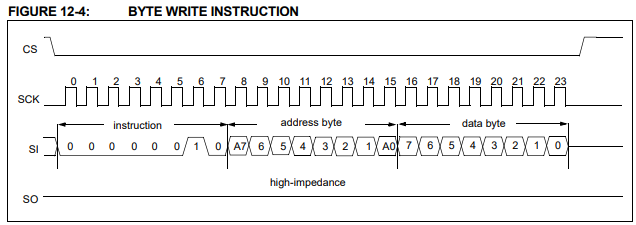 FIGURE 12-4: BYTE WRITE INSTRUCTION
CS
0 1 2 3 4 5 6 7 8 9 10 11 12 13 14 15 16 17 18 19 20 21 22 23
SCK
instruction address byte data byte
SI 0 0 0 0 0 0 1 0 A7 6 5 4 3 2 1 A0 7 6 5 4 3 2 1 0
high-impedance
SO